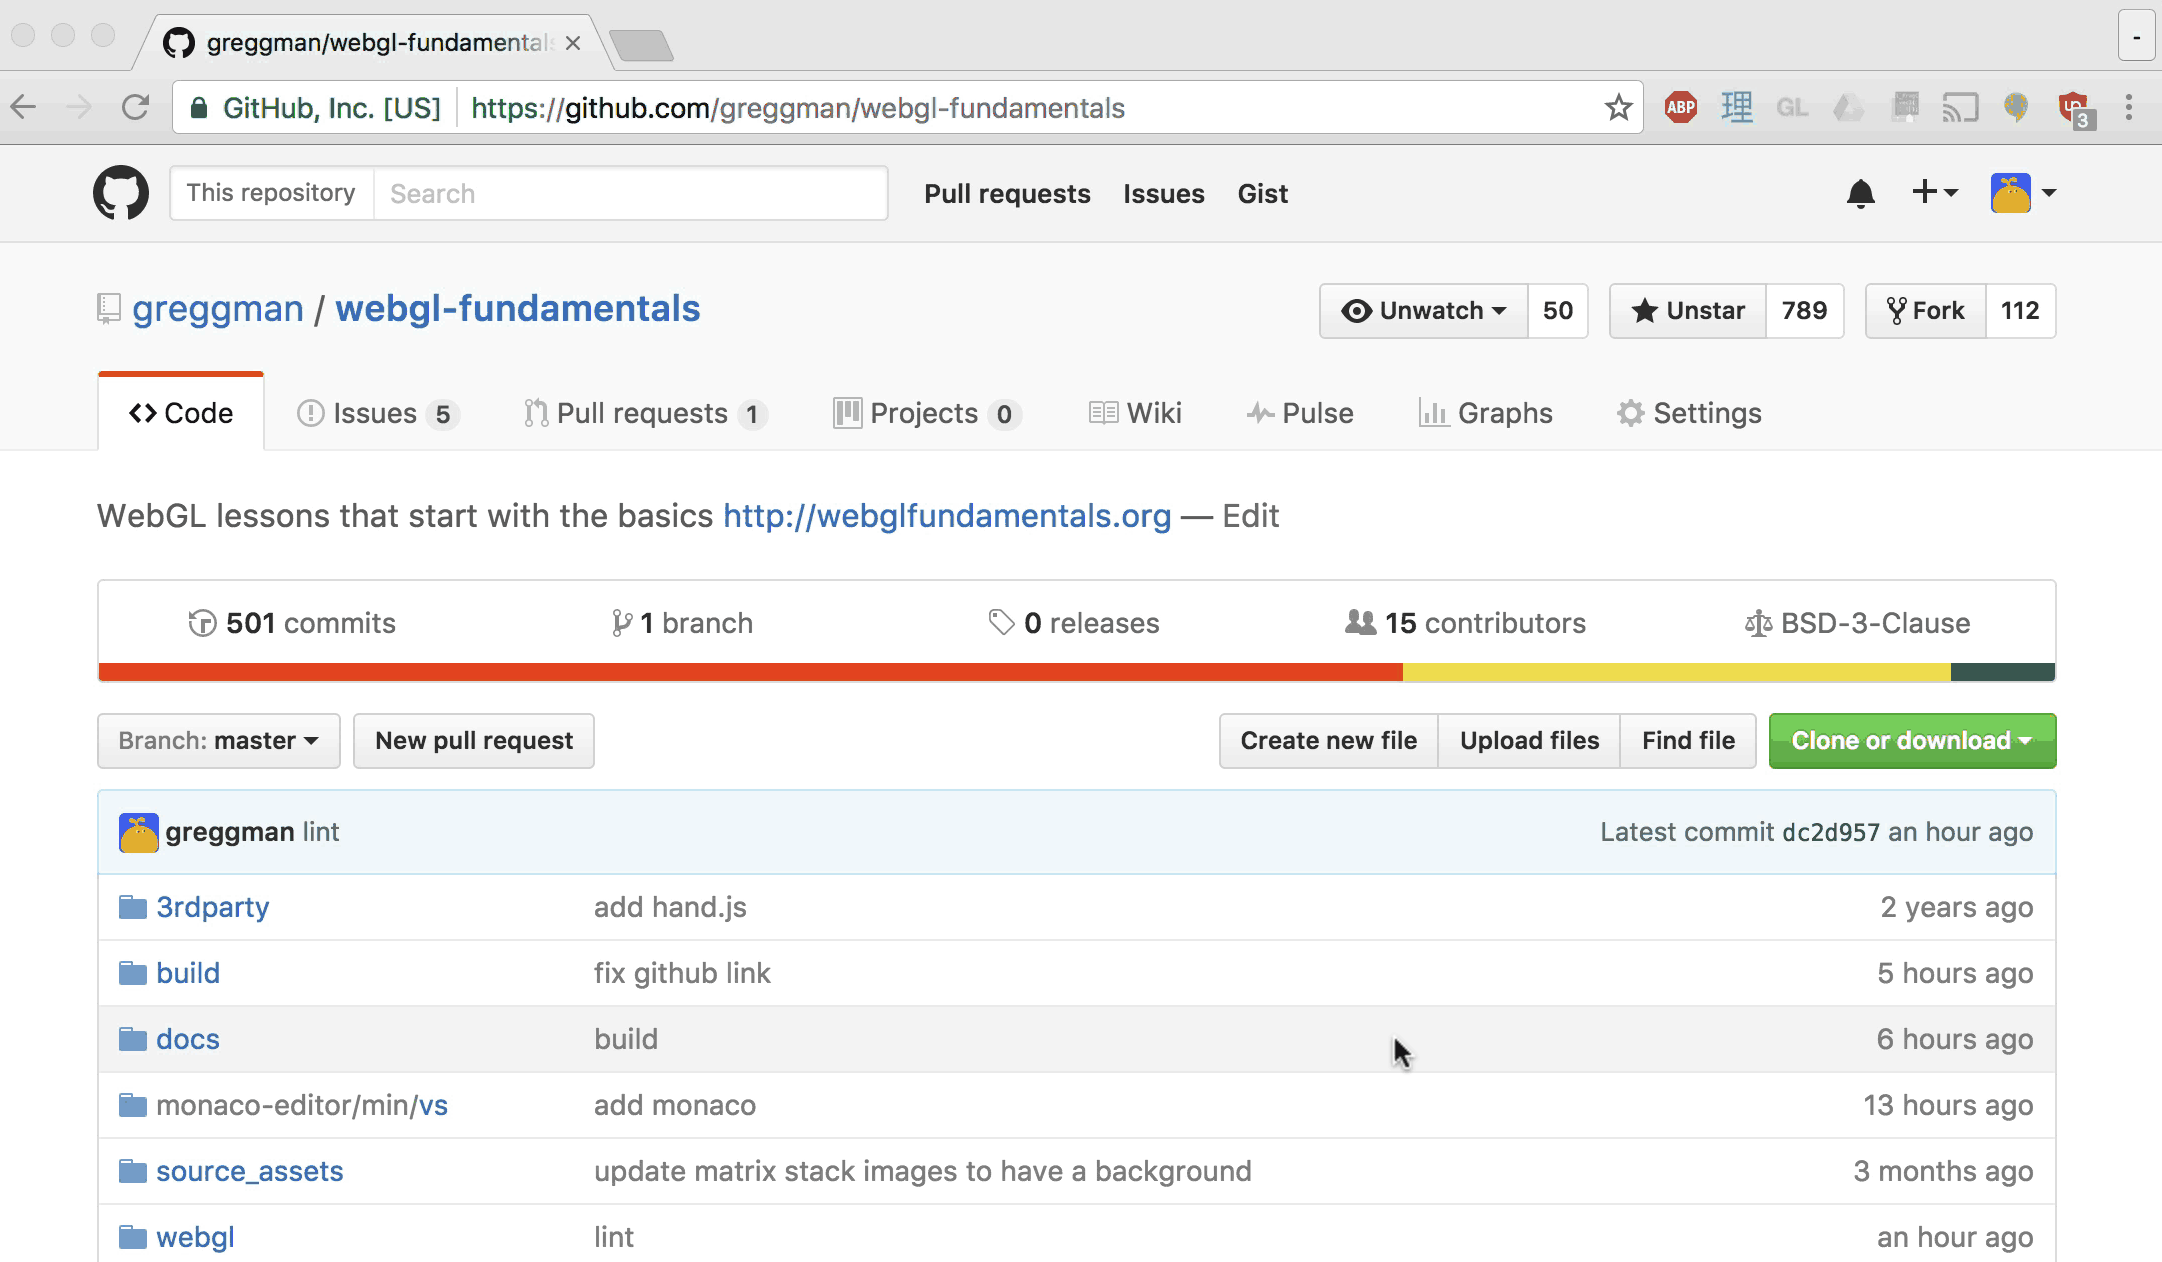 greggman/webgl-fundamentals
-
GitHub, Inc. [US] https://github.com/greggman/webgl-fundamentals
ABP 理 GL 3
This repository Search Pull requests Issues Gist
greggman / webgl-fundamentals
Unwatch 50 Unstar 789 Fork 112
Code Issues 5 Pull requests 1 Projects 0 Wiki Pulse Graphs Settings
WebGL lessons that start with the basics http://webglfundamentals.org — Edit
501 commits 1 branch 0 releases 15 contributors BSD-3-Clause
Branch: master New pull request Create new file Upload files Find file Clone or download
greggman lint Latest commit dc2d957 an hour ago
3rdparty add hand.js 2 years ago
build fix github link 5 hours ago
docs build 6 hours ago
monaco-editor/min/vs add monaco 13 hours ago
source_assets update matrix stack images to have a background 3 months ago
webgl lint an hour ago